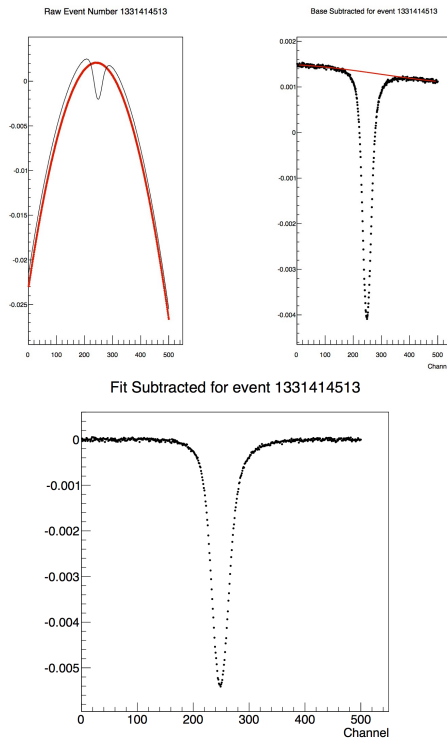 Raw Event Number 1331414513
0
-0.005
-0.01
-0.015
-0.02
-0.025
0 100 200 300 400 500
Base Subtracted for event 1331414513
0.002
0.001
0
-0.001
-0.002
-0.003
-0.004
0 100 200 300 400 500
Channe
Fit Subtracted for event 1331414513
0
-0.001
-0.002
-0.003
-0.004
-0.005
0 100 200 300 400 500
Channel